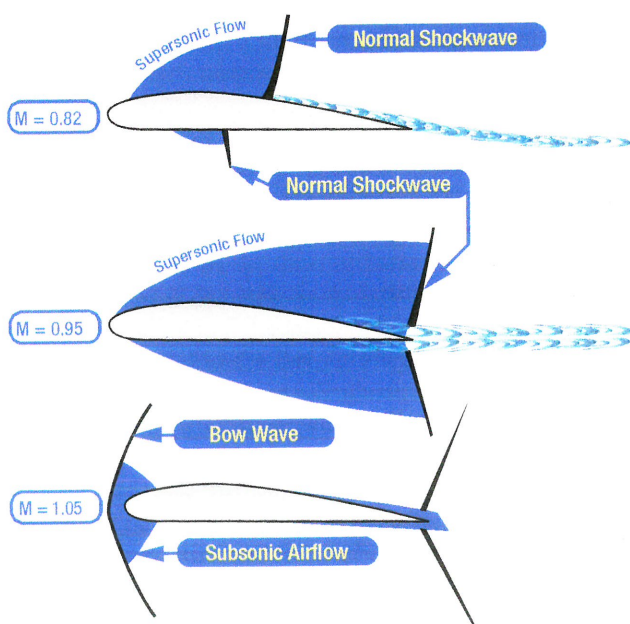 Supersonic Flow
Normal Shockwave
M = 0.82
Normal Shockwave
Supersonic Flow
M = 0.95
Bow Wave
M = 1.05
Subsonic Airflow